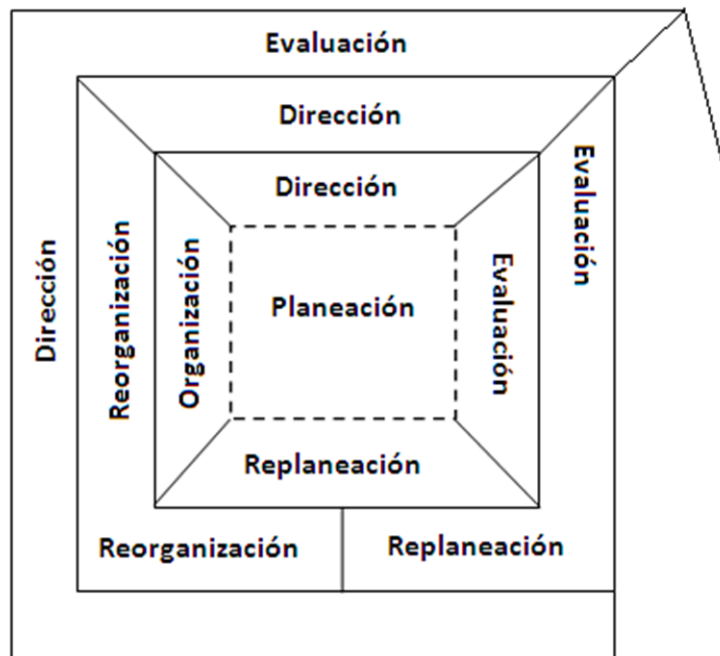 Evaluación
Dirección
Dirección
Evaluación
Dirección
Reorganización
Organización
Planeación
Evaluación
Replaneación
Reorganización
Replaneación